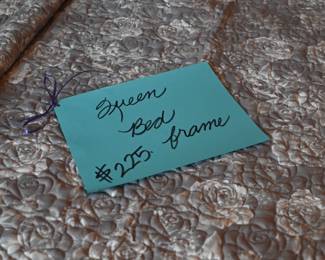 Queen
Bed
frame
$225.